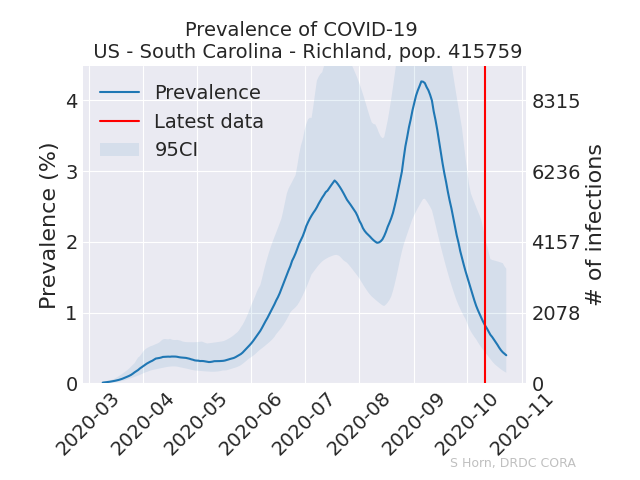 Prevalence of COVID-19
US - South Carolina - Richland, pop. 415759
Prevalence
Latest data
95CI
Prevalence (%)
4
3
2
1
0
8315
6236
4157
2078
0
# of infections
2020-03
2020-04
2020-05
2020-06
2020-07
2020-08
2020-09
2020-10
2020-11
S Horn, DRDC CORA